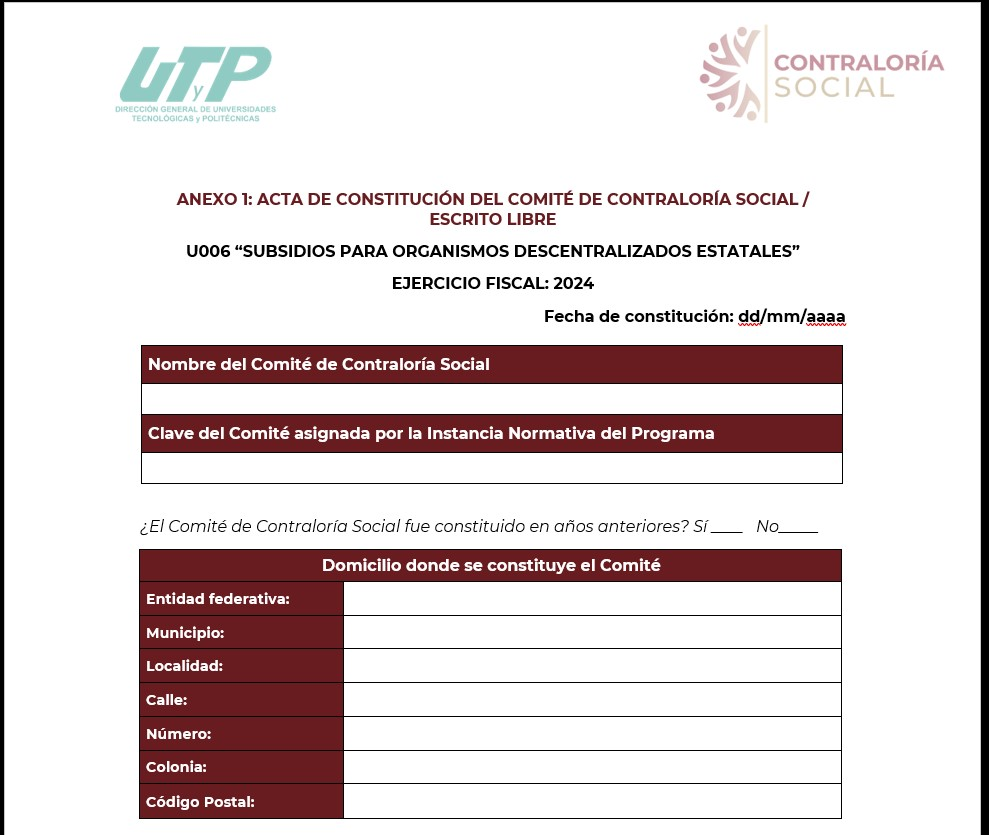 UTyP
DIRECCIÓN GENERAL DE UNIVERSIDADES
TECNOLÓGICAS y POLITÉCNICAS
CONTRALORÍA
SOCIAL
ANEXO 1: ACTA DE CONSTITUCIÓN DEL COMITÉ DE CONTRALORÍA SOCIAL /
ESCRITO LIBRE
U006 “SUBSIDIOS PARA ORGANISMOS DESCENTRALIZADOS ESTATALES”
EJERCICIO FISCAL: 2024
Fecha de constitución: dd/mm/aaaa
Nombre del Comité de Contraloría Social
Clave del Comité asignada por la Instancia Normativa del Programa
¿El Comité de Contraloría Social fue constituido en años anteriores? Sí ____ No_____
Domicilio donde se constituye el Comité
Entidad federativa:
Municipio:
Localidad:
Calle:
Número:
Colonia:
Código Postal: